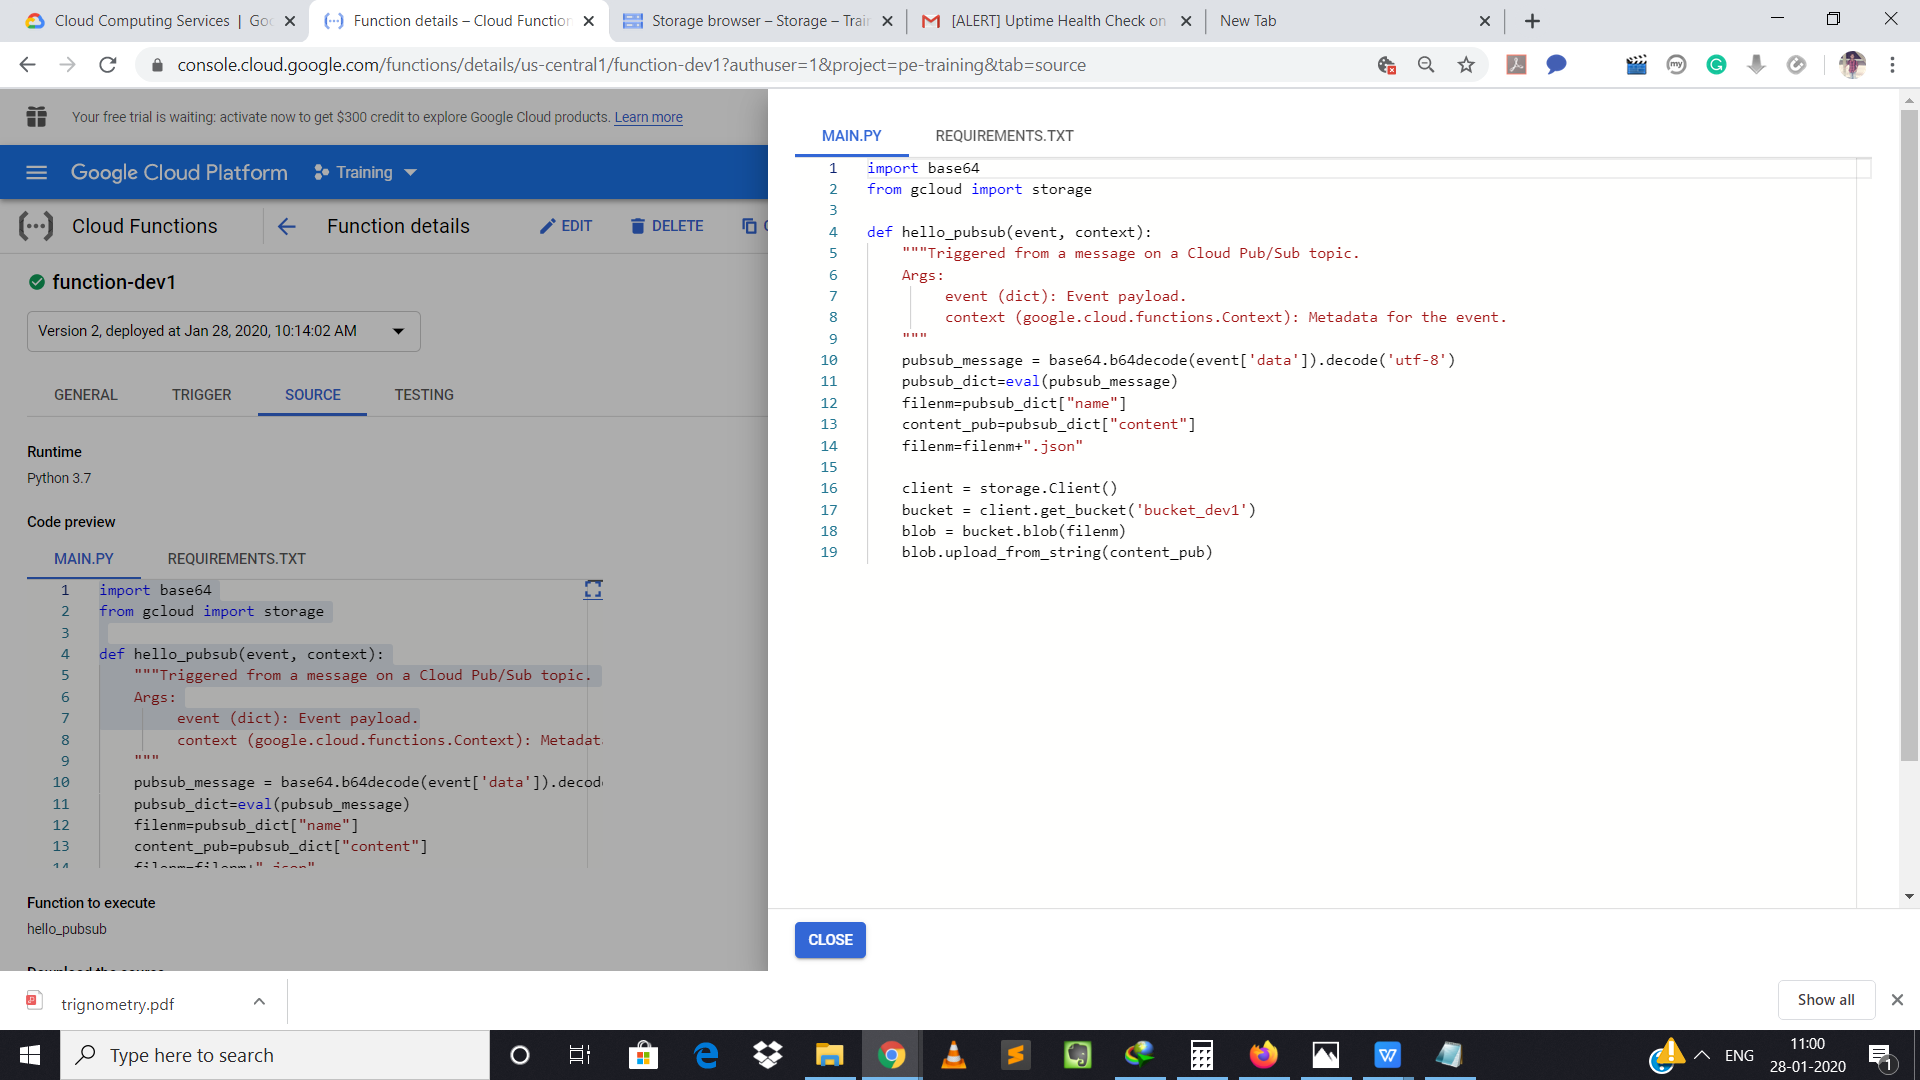 Cloud Computing Services | Goo
Function details – Cloud Function
Storage browser – Storage – Train
[ALERT] Uptime Health Check on
New Tab
console.cloud.google.com/functions/details/us-central1/function-dev1?authuser=1&project=pe-training&tab=source
Your free trial is waiting: activate now to get $300 credit to explore Google Cloud products. Learn more
Google Cloud Platform
Training
Cloud Functions
Function details
EDIT
DELETE
function-dev1
Version 2, deployed at Jan 28, 2020, 10:14:02 AM
GENERAL
TRIGGER
SOURCE
TESTING
Runtime
Python 3.7
Code preview
MAIN.PY
REQUIREMENTS.TXT
1 import base64
2 from gcloud import storage
3
4 def hello_pubsub(event, context):
5 """Triggered from a message on a Cloud Pub/Sub topic.
6 Args:
7 event (dict): Event payload.
8 context (google.cloud.functions.Context): Metadat
9 """
10 pubsub_message = base64.b64decode(event['data']).decod
11 pubsub_dict=eval(pubsub_message)
12 filenm=pubsub_dict["name"]
13 content_pub=pubsub_dict["content"]
14 filenm=filenm+".json"
Function to execute
hello_pubsub
Download the source
MAIN.PY
REQUIREMENTS.TXT
1 import base64
2 from gcloud import storage
3
4 def hello_pubsub(event, context):
5 """Triggered from a message on a Cloud Pub/Sub topic.
6 Args:
7 event (dict): Event payload.
8 context (google.cloud.functions.Context): Metadata for the event.
9 """
10 pubsub_message = base64.b64decode(event['data']).decode('utf-8')
11 pubsub_dict=eval(pubsub_message)
12 filenm=pubsub_dict["name"]
13 content_pub=pubsub_dict["content"]
14 filenm=filenm+".json"
15
16 client = storage.Client()
17 bucket = client.get_bucket('bucket_dev1')
18 blob = bucket.blob(filenm)
19 blob.upload_from_string(content_pub)
CLOSE
trignometry.pdf
Show all
Type here to search
ENG
11:00
28-01-2020
1